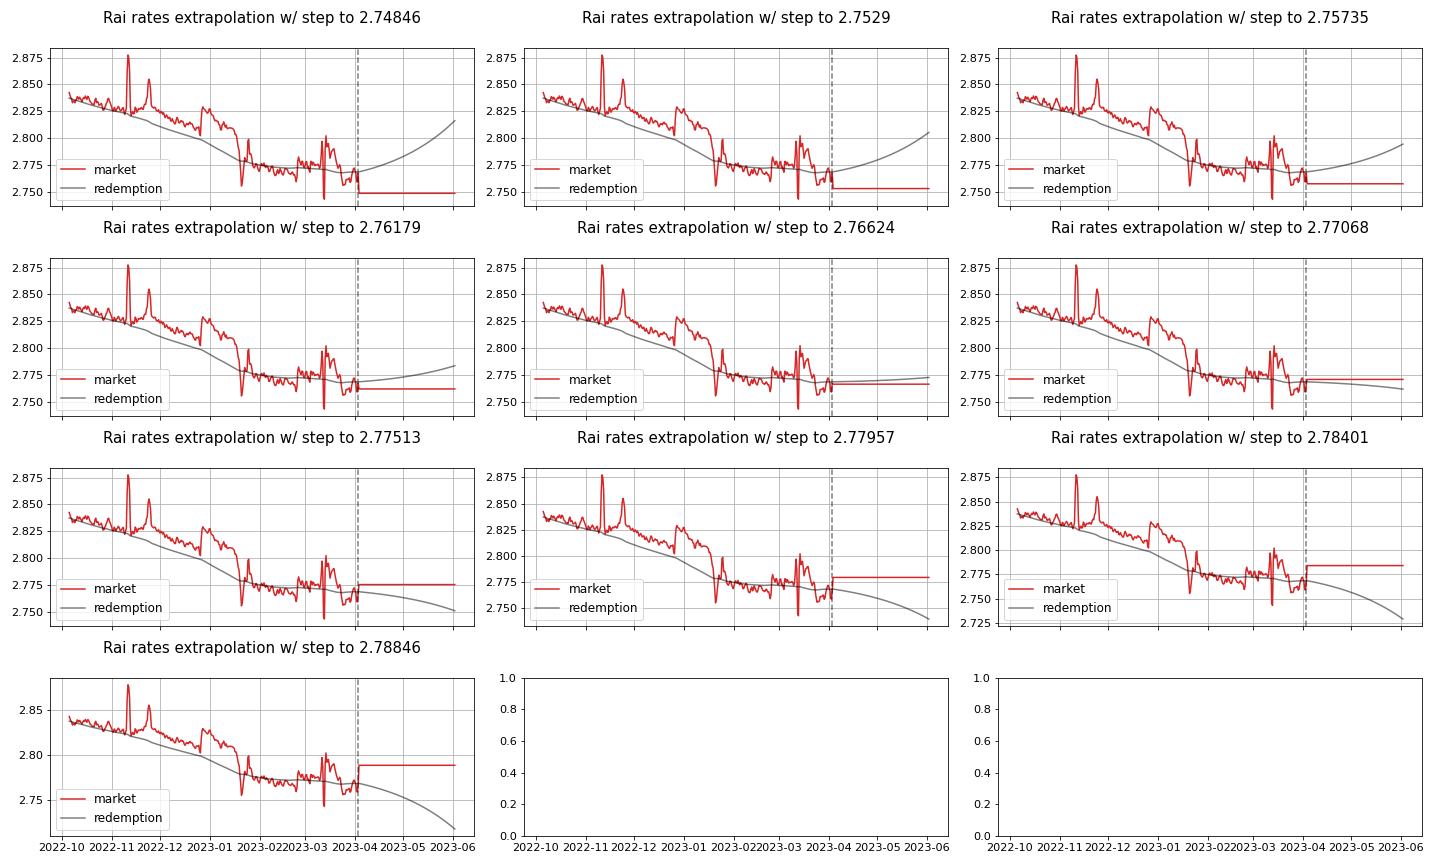 Rai rates extrapolation w/ step to 2.74846
Rai rates extrapolation w/ step to 2.7529
Rai rates extrapolation w/ step to 2.75735
2.875
2.850
2.825
2.800
2.775
2.750
market
redemption
2.875
2.850
2.825
2.800
2.775
2.750
market
redemption
2.875
2.850
2.825
2.800
2.775
2.750
market
redemption
Rai rates extrapolation w/ step to 2.76179
Rai rates extrapolation w/ step to 2.76624
Rai rates extrapolation w/ step to 2.77068
2.875
2.850
2.825
2.800
2.775
2.750
market
redemption
2.875
2.850
2.825
2.800
2.775
2.750
market
redemption
2.875
2.850
2.825
2.800
2.775
2.750
market
redemption
Rai rates extrapolation w/ step to 2.77513
Rai rates extrapolation w/ step to 2.77957
Rai rates extrapolation w/ step to 2.78401
2.875
2.850
2.825
2.800
2.775
2.750
market
redemption
2.875
2.850
2.825
2.800
2.775
2.750
market
redemption
2.875
2.850
2.825
2.800
2.775
2.750
2.725
market
redemption
Rai rates extrapolation w/ step to 2.78846
2.85
2.80
2.75
market
redemption
2022-10 2022-11 2022-12 2023-01 2023-02 2023-03 2023-04 2023-05 2023-06
1.0
0.8
0.6
0.4
0.2
0.0
2022-10 2022-11 2022-12 2023-01 2023-02 2023-03 2023-04 2023-05 2023-06
1.0
0.8
0.6
0.4
0.2
0.0
2022-10 2022-11 2022-12 2023-01 2023-02 2023-03 2023-04 2023-05 2023-06